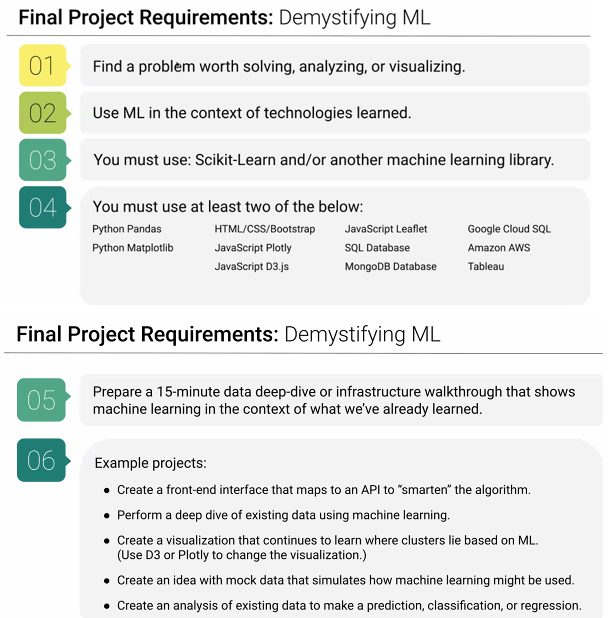 Final Project Requirements: Demystifying ML
01
Find a problem worth solving, analyzing, or visualizing.
02
Use ML in the context of technologies learned.
03
You must use: Scikit-Learn and/or another machine learning library.
04
You must use at least two of the below:
Python Pandas HTML/CSS/Bootstrap JavaScript Leaflet Google Cloud SQL
Python Matplotlib JavaScript Plotly SQL Database Amazon AWS
JavaScript D3.js MongoDB Database Tableau
Final Project Requirements: Demystifying ML
05
Prepare a 15-minute data deep-dive or infrastructure walkthrough that shows
machine learning in the context of what we’ve already learned.
06
Example projects:
● Create a front-end interface that maps to an API to “smarten” the algorithm.
● Perform a deep dive of existing data using machine learning.
● Create a visualization that continues to learn where clusters lie based on ML.
(Use D3 or Plotly to change the visualization.)
● Create an idea with mock data that simulates how machine learning might be used.
● Create an analysis of existing data to make a prediction, classification, or regression.